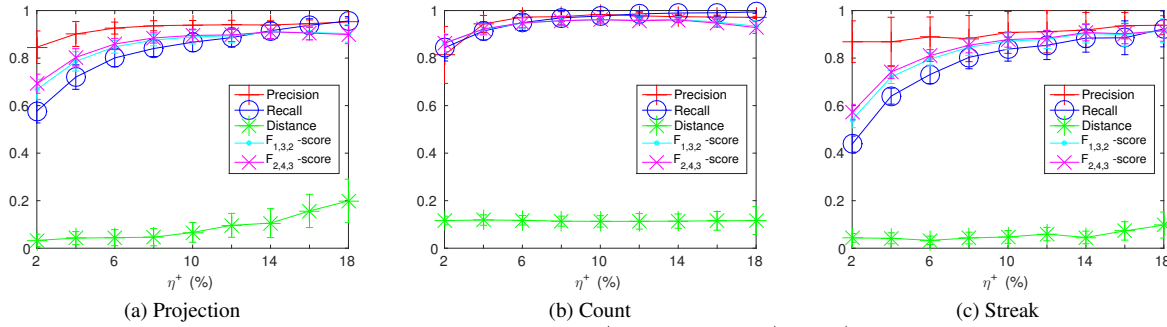 1
0.8
0.6
0.4
0.2
0
2 6 10 14 18
η⁺ (%)
Precision
Recall
Distance
F₁,₃,₂ -score
F₂,₄,₃ -score
(a) Projection
1
0.8
0.6
0.4
0.2
0
2 6 10 14 18
η⁺ (%)
Precision
Recall
Distance
F₁,₃,₂ -score
F₂,₄,₃ -score
(b) Count
1
0.8
0.6
0.4
0.2
0
2 6 10 14 18
η⁺ (%)
Precision
Recall
Distance
F₁,₃,₂ -score
F₂,₄,₃ -score
(c) Streak